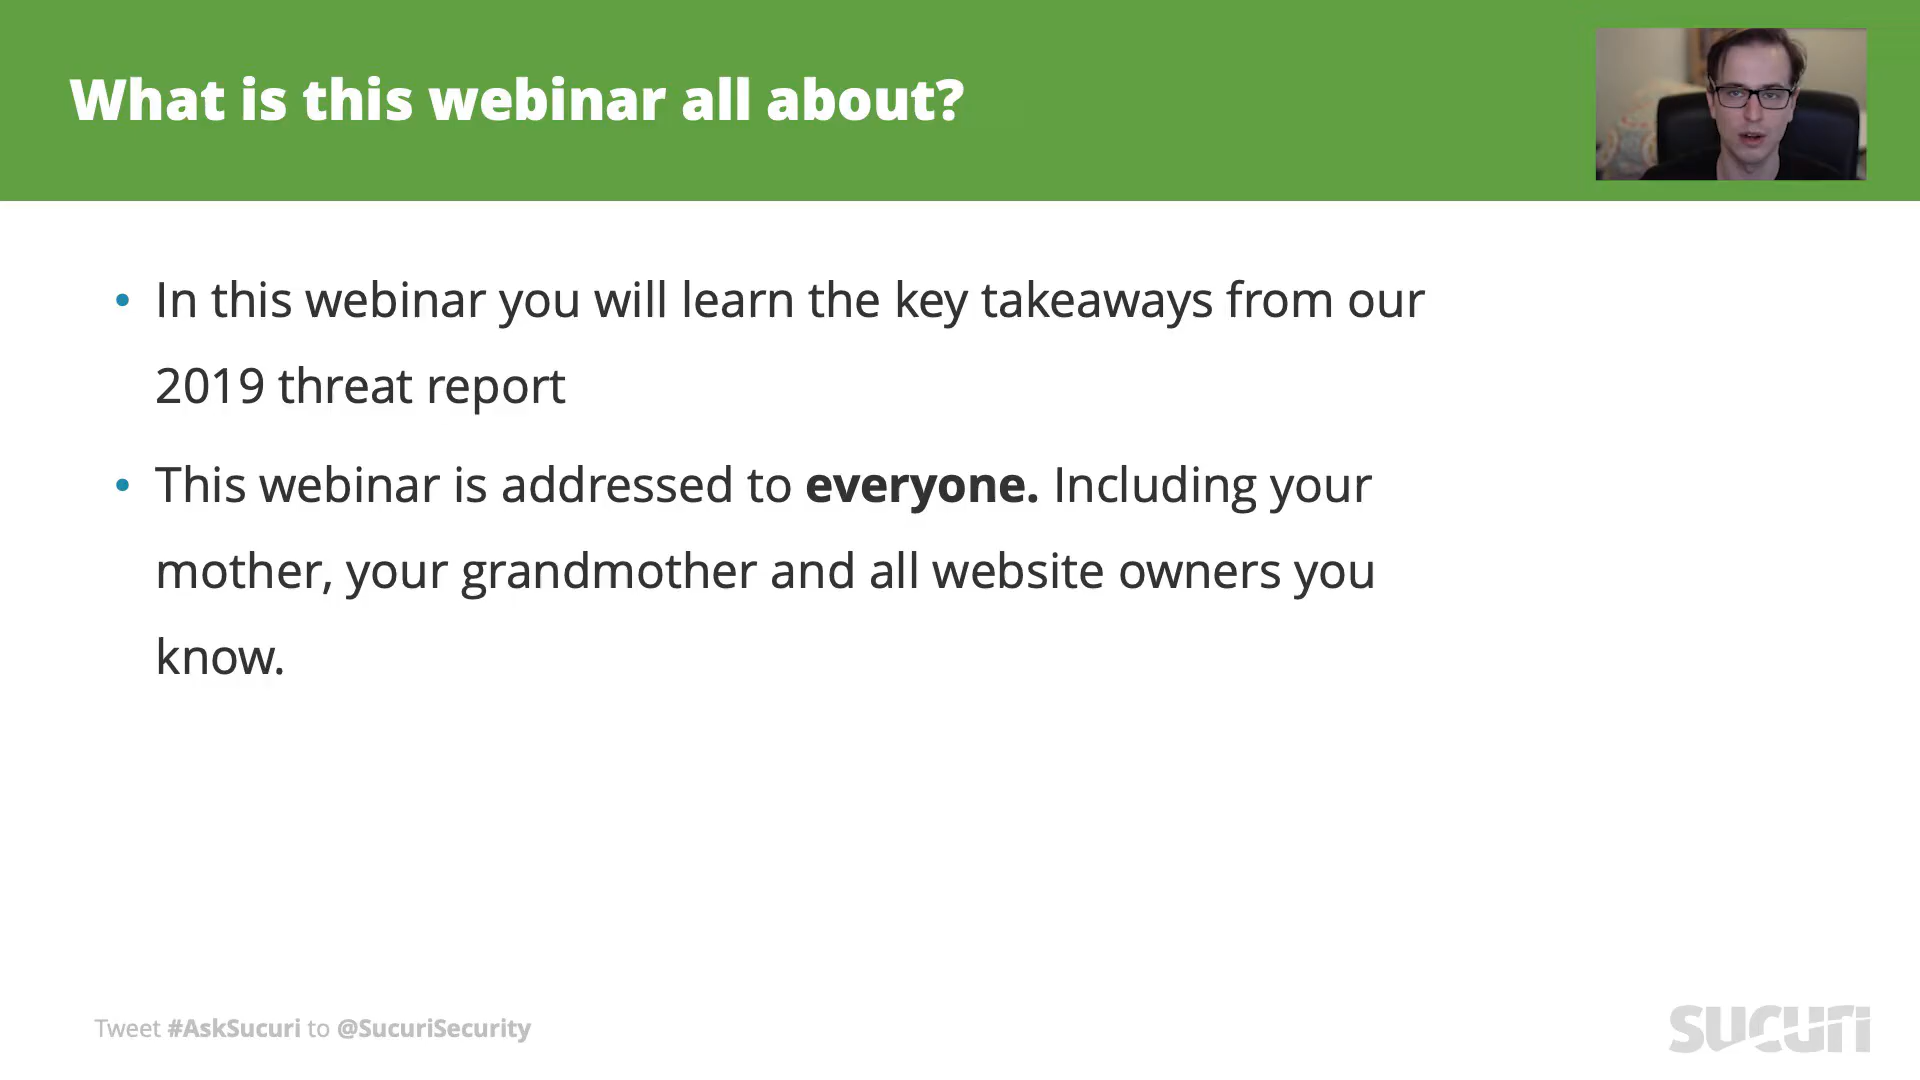 What is this webinar all about?
• In this webinar you will learn the key takeaways from our
2019 threat report
• This webinar is addressed to everyone. Including your
mother, your grandmother and all website owners you
know.
Tweet #AskSucuri to @SucuriSecurity
sucuri